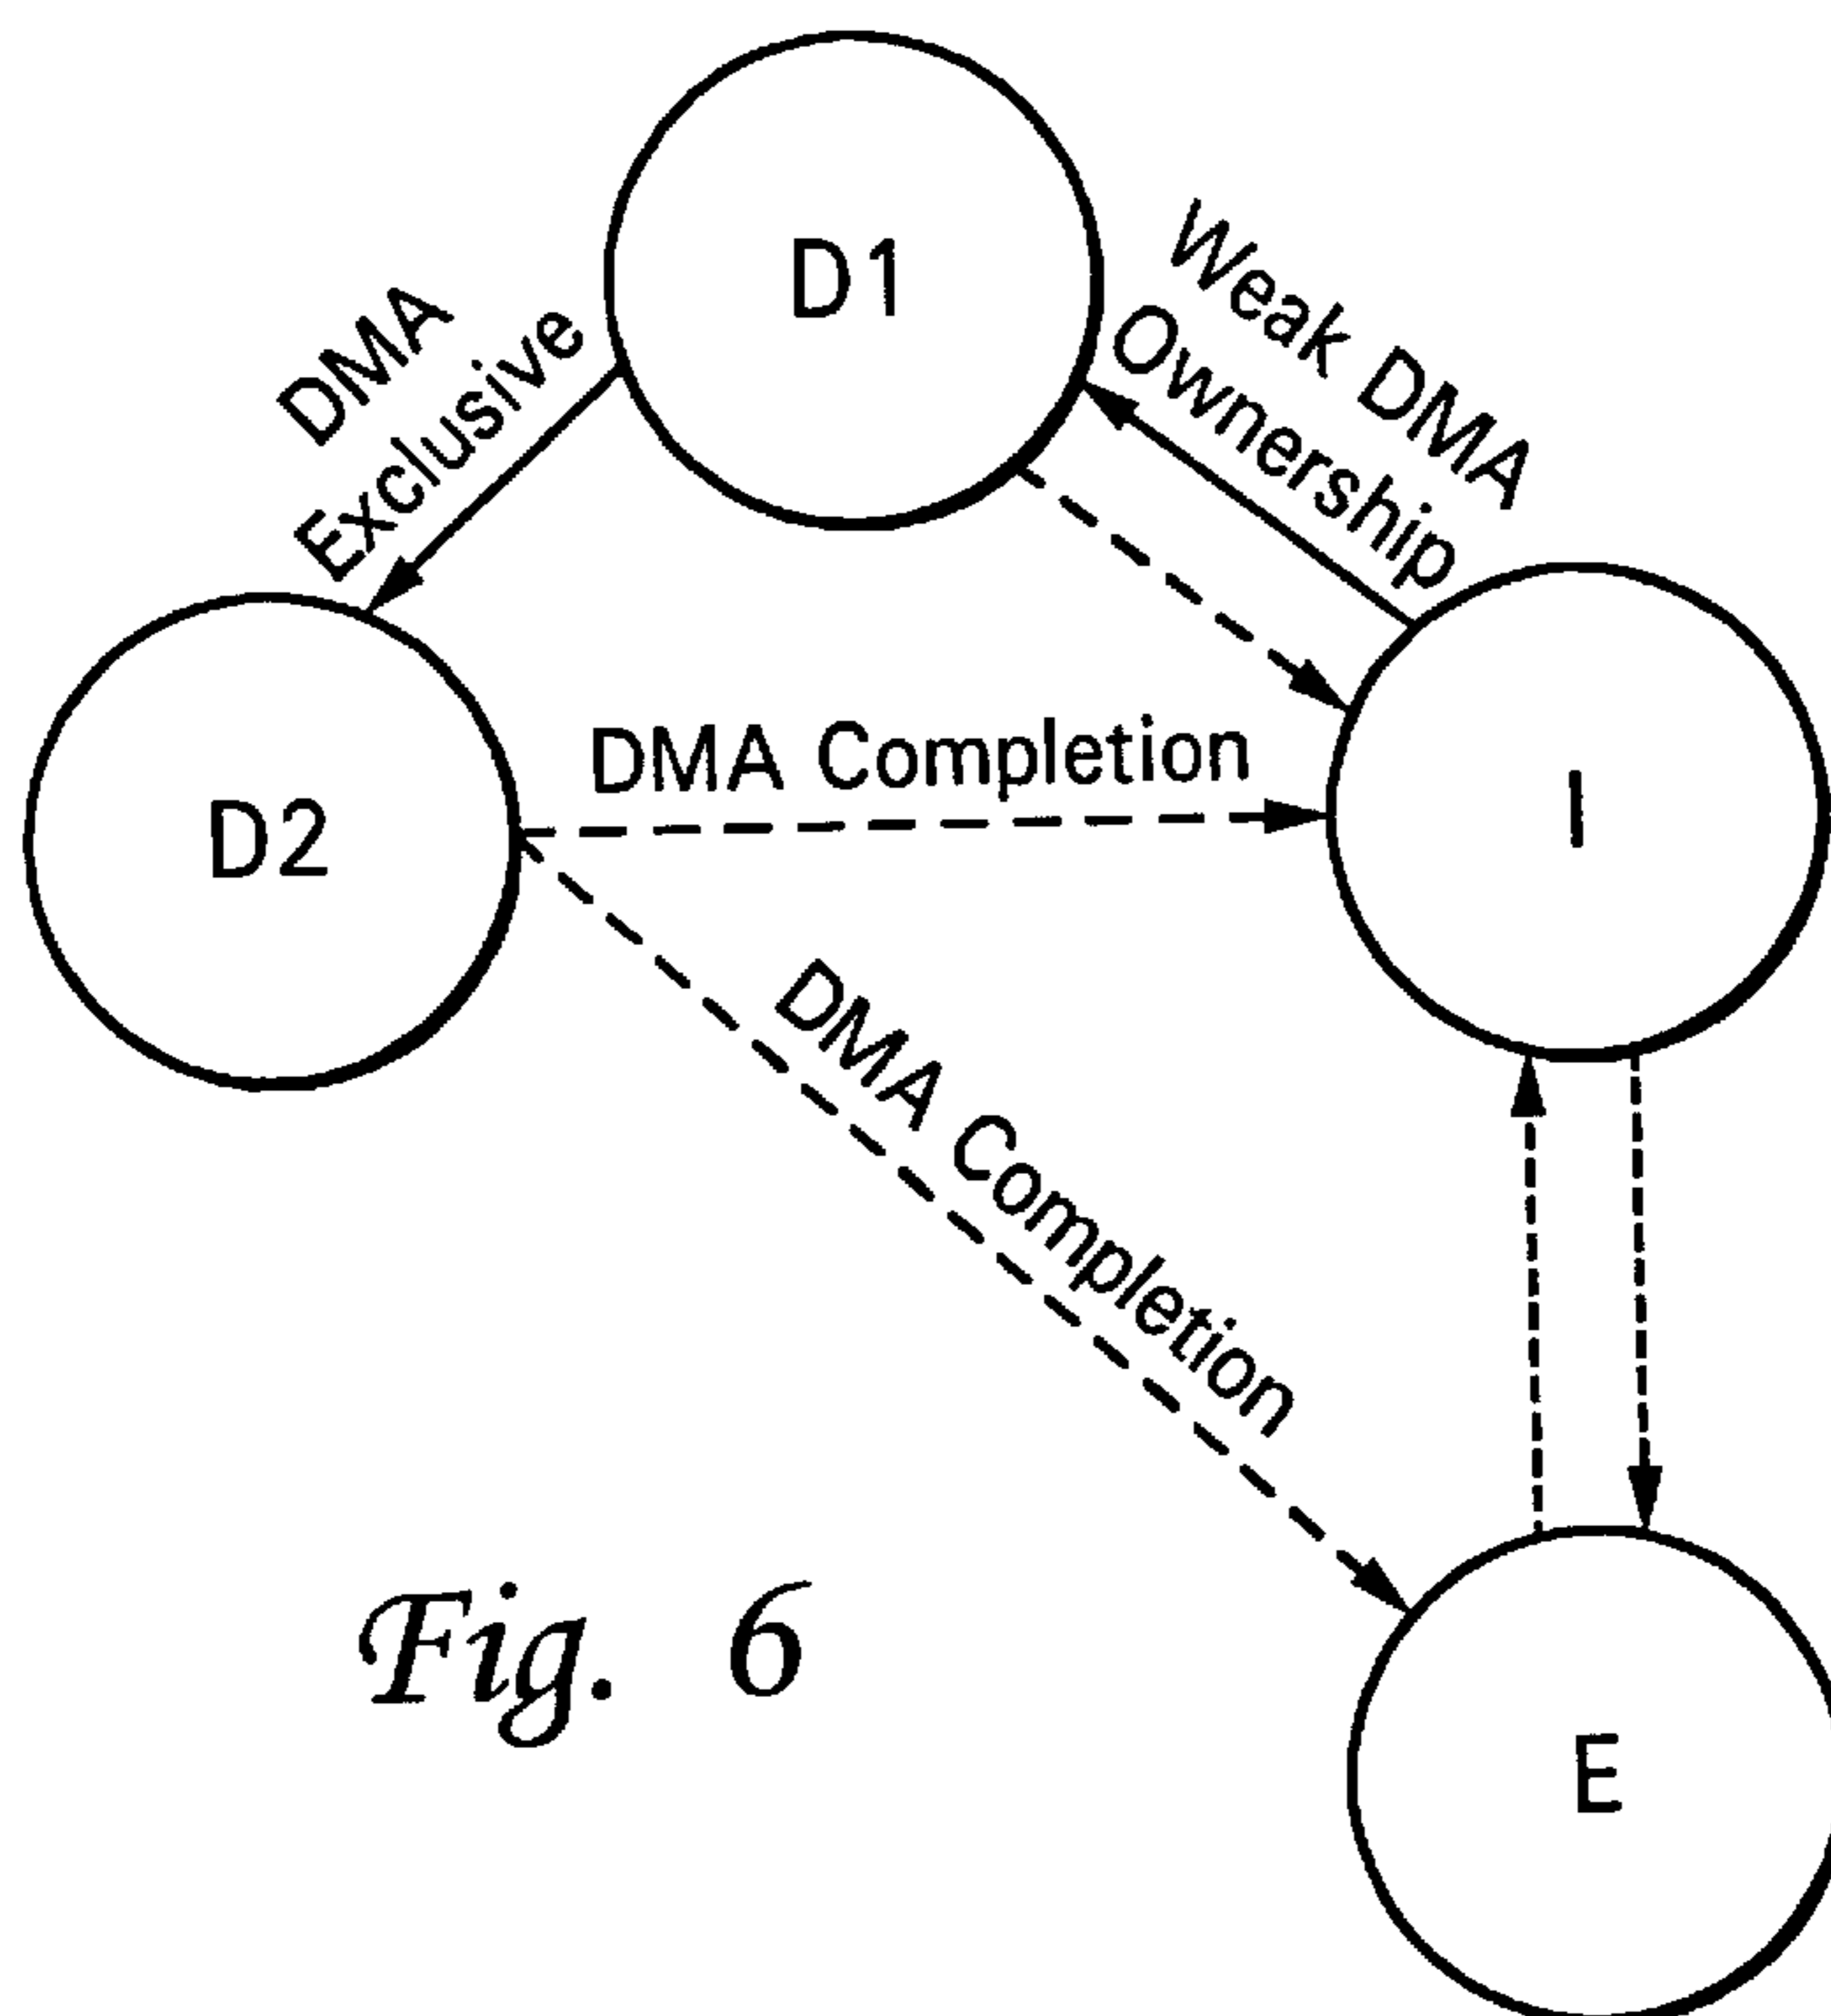 D1
Weak DMA
Ownership
DMA
Exclusive
D2
DMA Completion
I
DMA Completion
Fig. 6
E